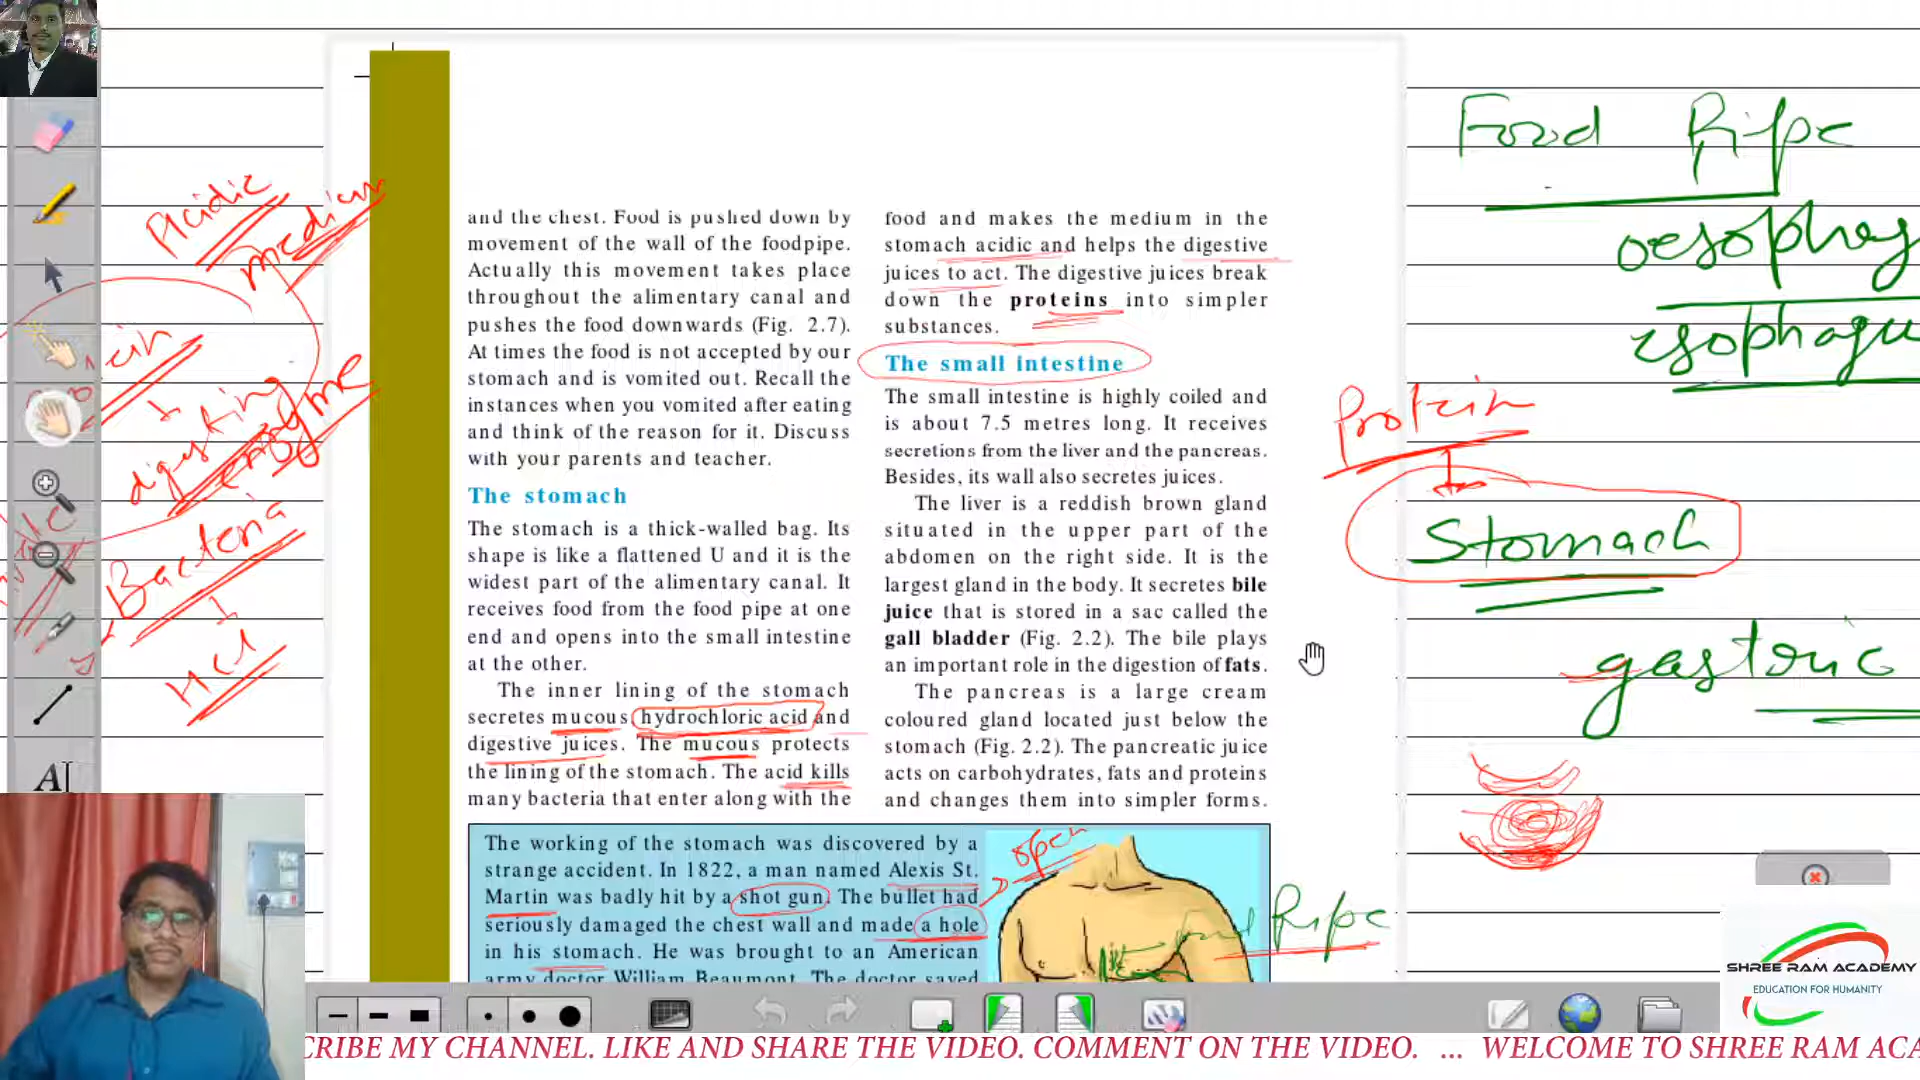 and the chest. Food is pushed down by
movement of the wall of the foodpipe.
Actually this movement takes place
throughout the alimentary canal and
pushes the food downwards (Fig. 2.7).
At times the food is not accepted by our
stomach and is vomited out. Recall the
instances when you vomited after eating
and think of the reason for it. Discuss
with your parents and teacher.
The stomach
The stomach is a thick-walled bag. Its
shape is like a flattened U and it is the
widest part of the alimentary canal. It
receives food from the food pipe at one
end and opens into the small intestine
at the other.
The inner lining of the stomach
secretes mucous hydrochloric acid and
digestive juices. The mucous protects
the lining of the stomach. The acid kills
many bacteria that enter along with the
food and makes the medium in the
stomach acidic and helps the digestive
juices to act. The digestive juices break
down the proteins into simpler
substances.
The small intestine
The small intestine is highly coiled and
is about 7.5 metres long. It receives
secretions from the liver and the pancreas.
Besides, its wall also secretes juices.
The liver is a reddish brown gland
situated in the upper part of the
abdomen on the right side. It is the
largest gland in the body. It secretes bile
juice that is stored in a sac called the
gall bladder (Fig. 2.2). The bile plays
an important role in the digestion of fats.
The pancreas is a large cream
coloured gland located just below the
stomach (Fig. 2.2). The pancreatic juice
acts on carbohydrates, fats and proteins
and changes them into simpler forms.
The working of the stomach was discovered by a
strange accident. In 1822, a man named Alexis St.
Martin was badly hit by a shot gun. The bullet had
seriously damaged the chest wall and made a hole
in his stomach. He was brought to an American
army doctor William Beaumont. The doctor saved
open
Food Pipe
Acidic
medium
digesting
enzyme
Bacteria
HCl
Food Pipe
oesophag
esophagu
Protein
Stomach
gastric
A
SHREE RAM ACADEMY
EDUCATION FOR HUMANITY
CRIBE MY CHANNEL. LIKE AND SHARE THE VIDEO. COMMENT ON THE VIDEO. ... WELCOME TO SHREE RAM ACA